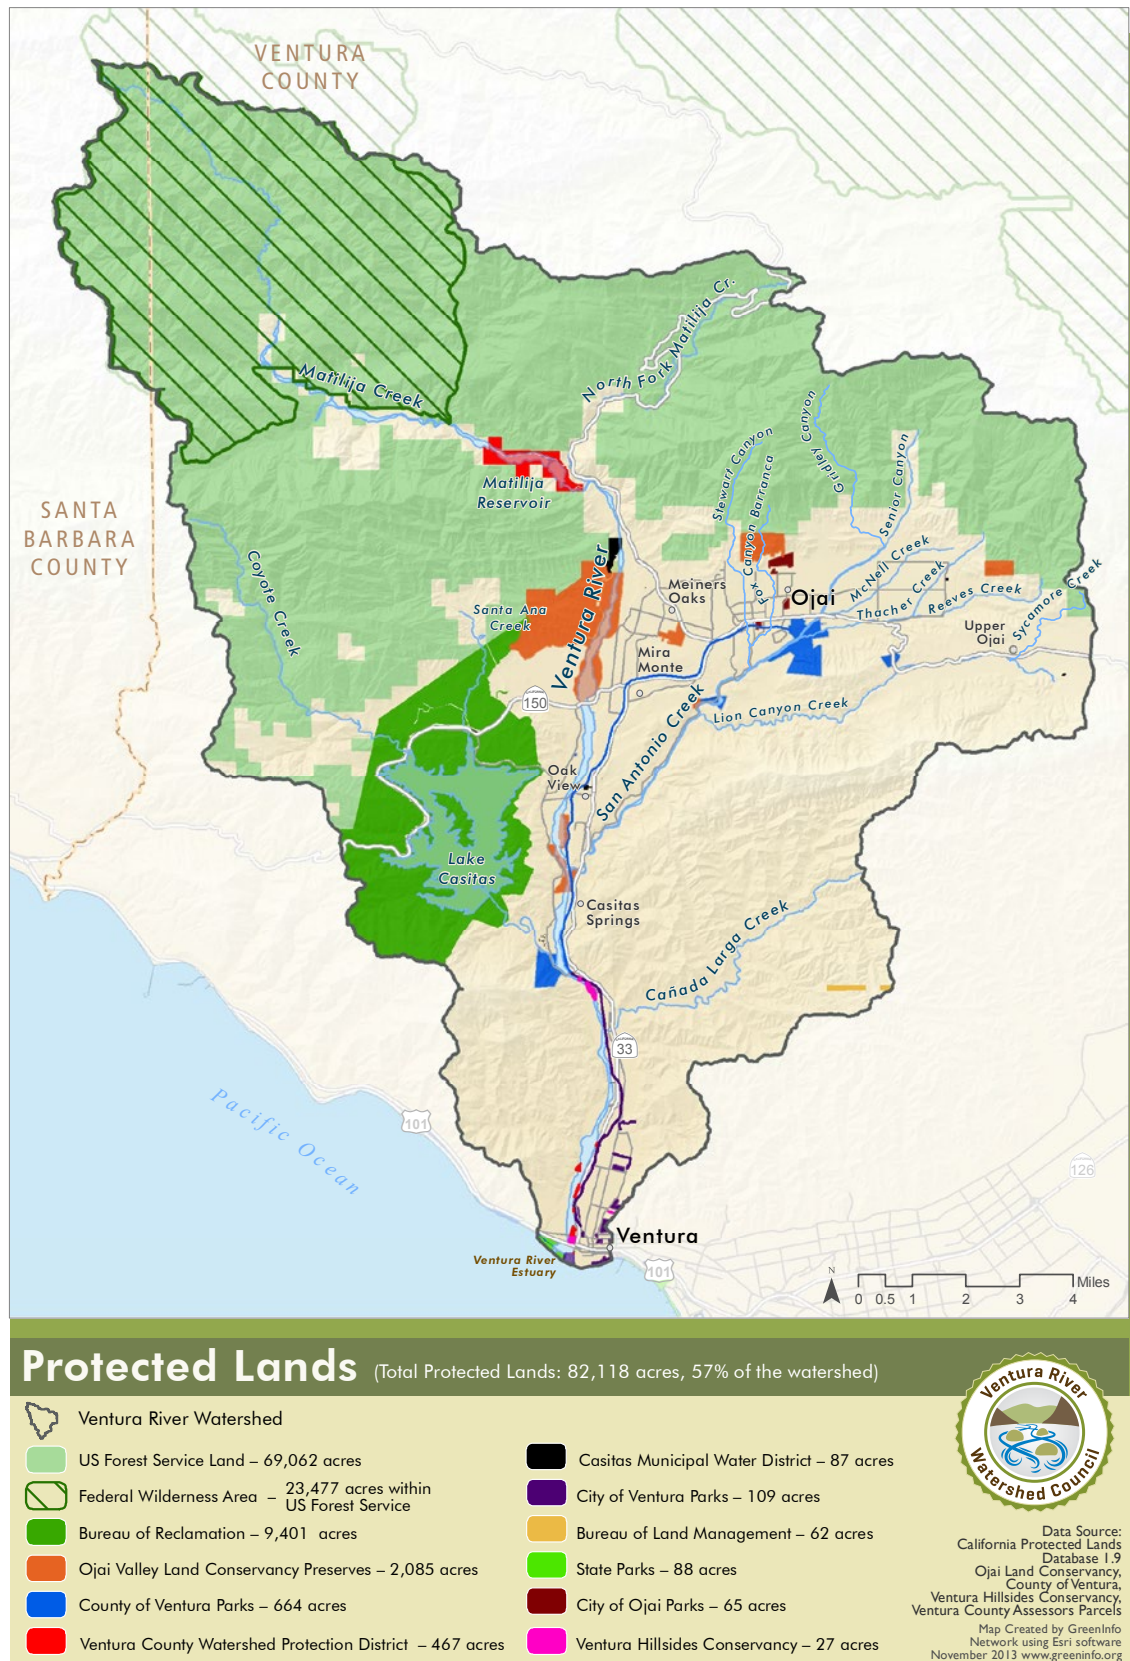 VENTURA
COUNTY
North Fork Matilija Cr.
Matilija Creek
SANTA
BARBARA
COUNTY
Matilija
Reservoir
Stewart Canyon
Gridley Canyon
Senior Canyon
Fox Canyon Barranca
Coyote Creek
Ventura River
Santa Ana
Creek
Meiners
Oaks
Ojai
McNell Creek
Thacher Creek
Reeves Creek
Sycamore Creek
Upper
Ojai
Mira
Monte
CALIFORNIA
150
San Antonio Creek
Lion Canyon Creek
Oak
View
Lake
Casitas
Casitas
Springs
Cañada Larga Creek
CALIFORNIA
33
Pacific Ocean
101
126
Ventura
Ventura River
Estuary
101
N
0 0.5 1 2 3 4 Miles
Protected Lands (Total Protected Lands: 82,118 acres, 57% of the watershed)
Ventura River Watershed
US Forest Service Land – 69,062 acres
Federal Wilderness Area – 23,477 acres within
US Forest Service
Bureau of Reclamation – 9,401 acres
Ojai Valley Land Conservancy Preserves – 2,085 acres
County of Ventura Parks – 664 acres
Ventura County Watershed Protection District – 467 acres
Casitas Municipal Water District – 87 acres
City of Ventura Parks – 109 acres
Bureau of Land Management – 62 acres
State Parks – 88 acres
City of Ojai Parks – 65 acres
Ventura Hillsides Conservancy – 27 acres
Ventura River
Watershed Council
Data Source:
California Protected Lands
Database 1.9
Ojai Land Conservancy,
County of Ventura,
Ventura Hillsides Conservancy,
Ventura County Assessors Parcels
Map Created by GreenInfo
Network using Esri software
November 2013 www.greeninfo.org